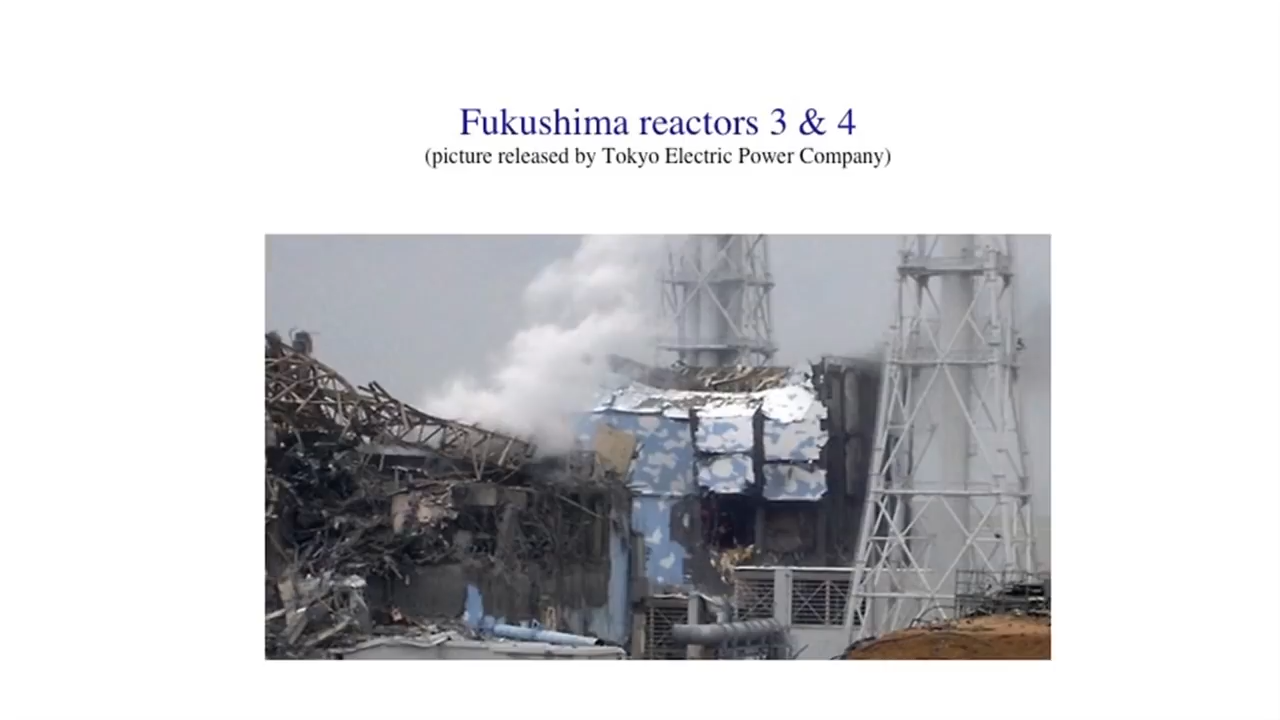 Fukushima reactors 3 & 4
(picture released by Tokyo Electric Power Company)